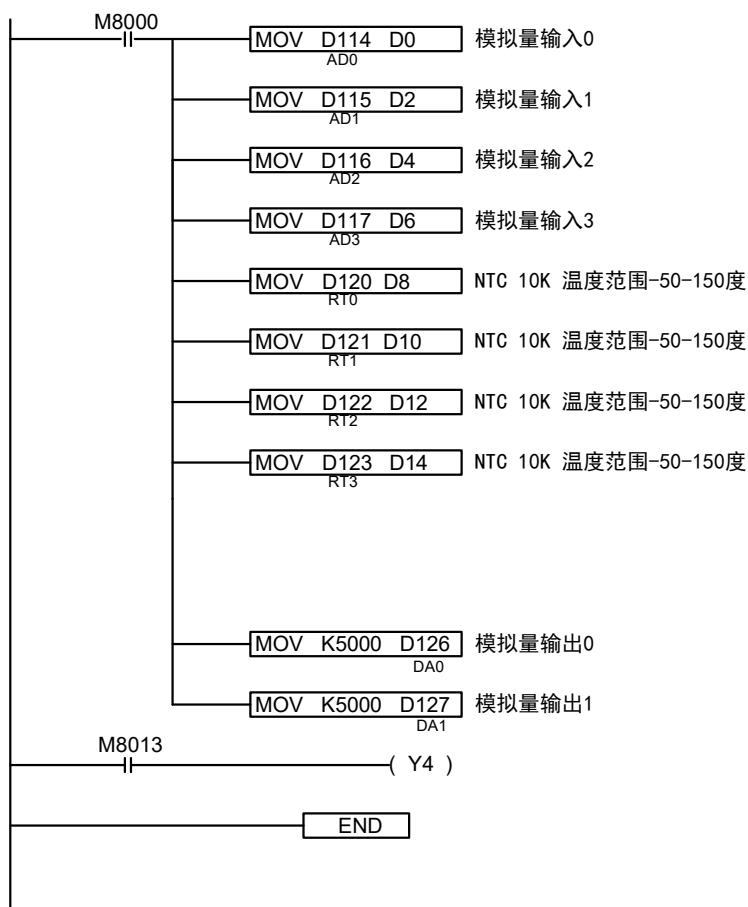 M8000
MOV D114 D0 模拟量输入0
AD0
MOV D115 D2 模拟量输入1
AD1
MOV D116 D4 模拟量输入2
AD2
MOV D117 D6 模拟量输入3
AD3
MOV D120 D8 NTC 10K 温度范围-50-150度
RT0
MOV D121 D10 NTC 10K 温度范围-50-150度
RT1
MOV D122 D12 NTC 10K 温度范围-50-150度
RT2
MOV D123 D14 NTC 10K 温度范围-50-150度
RT3
MOV K5000 D126 模拟量输出0
DA0
MOV K5000 D127 模拟量输出1
DA1
M8013
( Y4 )
END